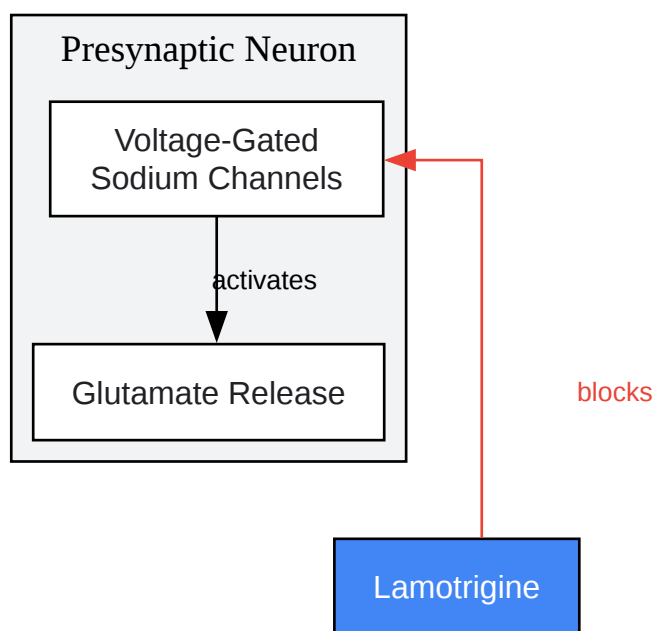 Presynaptic Neuron
Voltage-Gated
Sodium Channels
activates
Glutamate Release
blocks
Lamotrigine